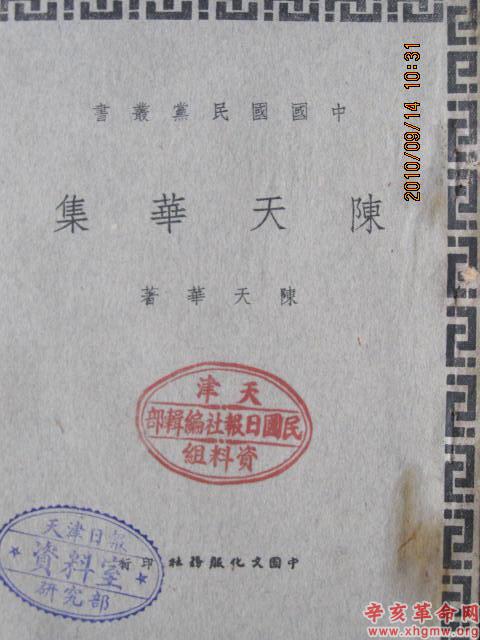 中國國民黨叢書
陳天華集
陳天華著
天津
民國日報社編輯部
資料組
天津日報
資料室
研究部
中國文化服務社印
2010/09/14 10:31
辛亥革命网
www.xhgmw.org